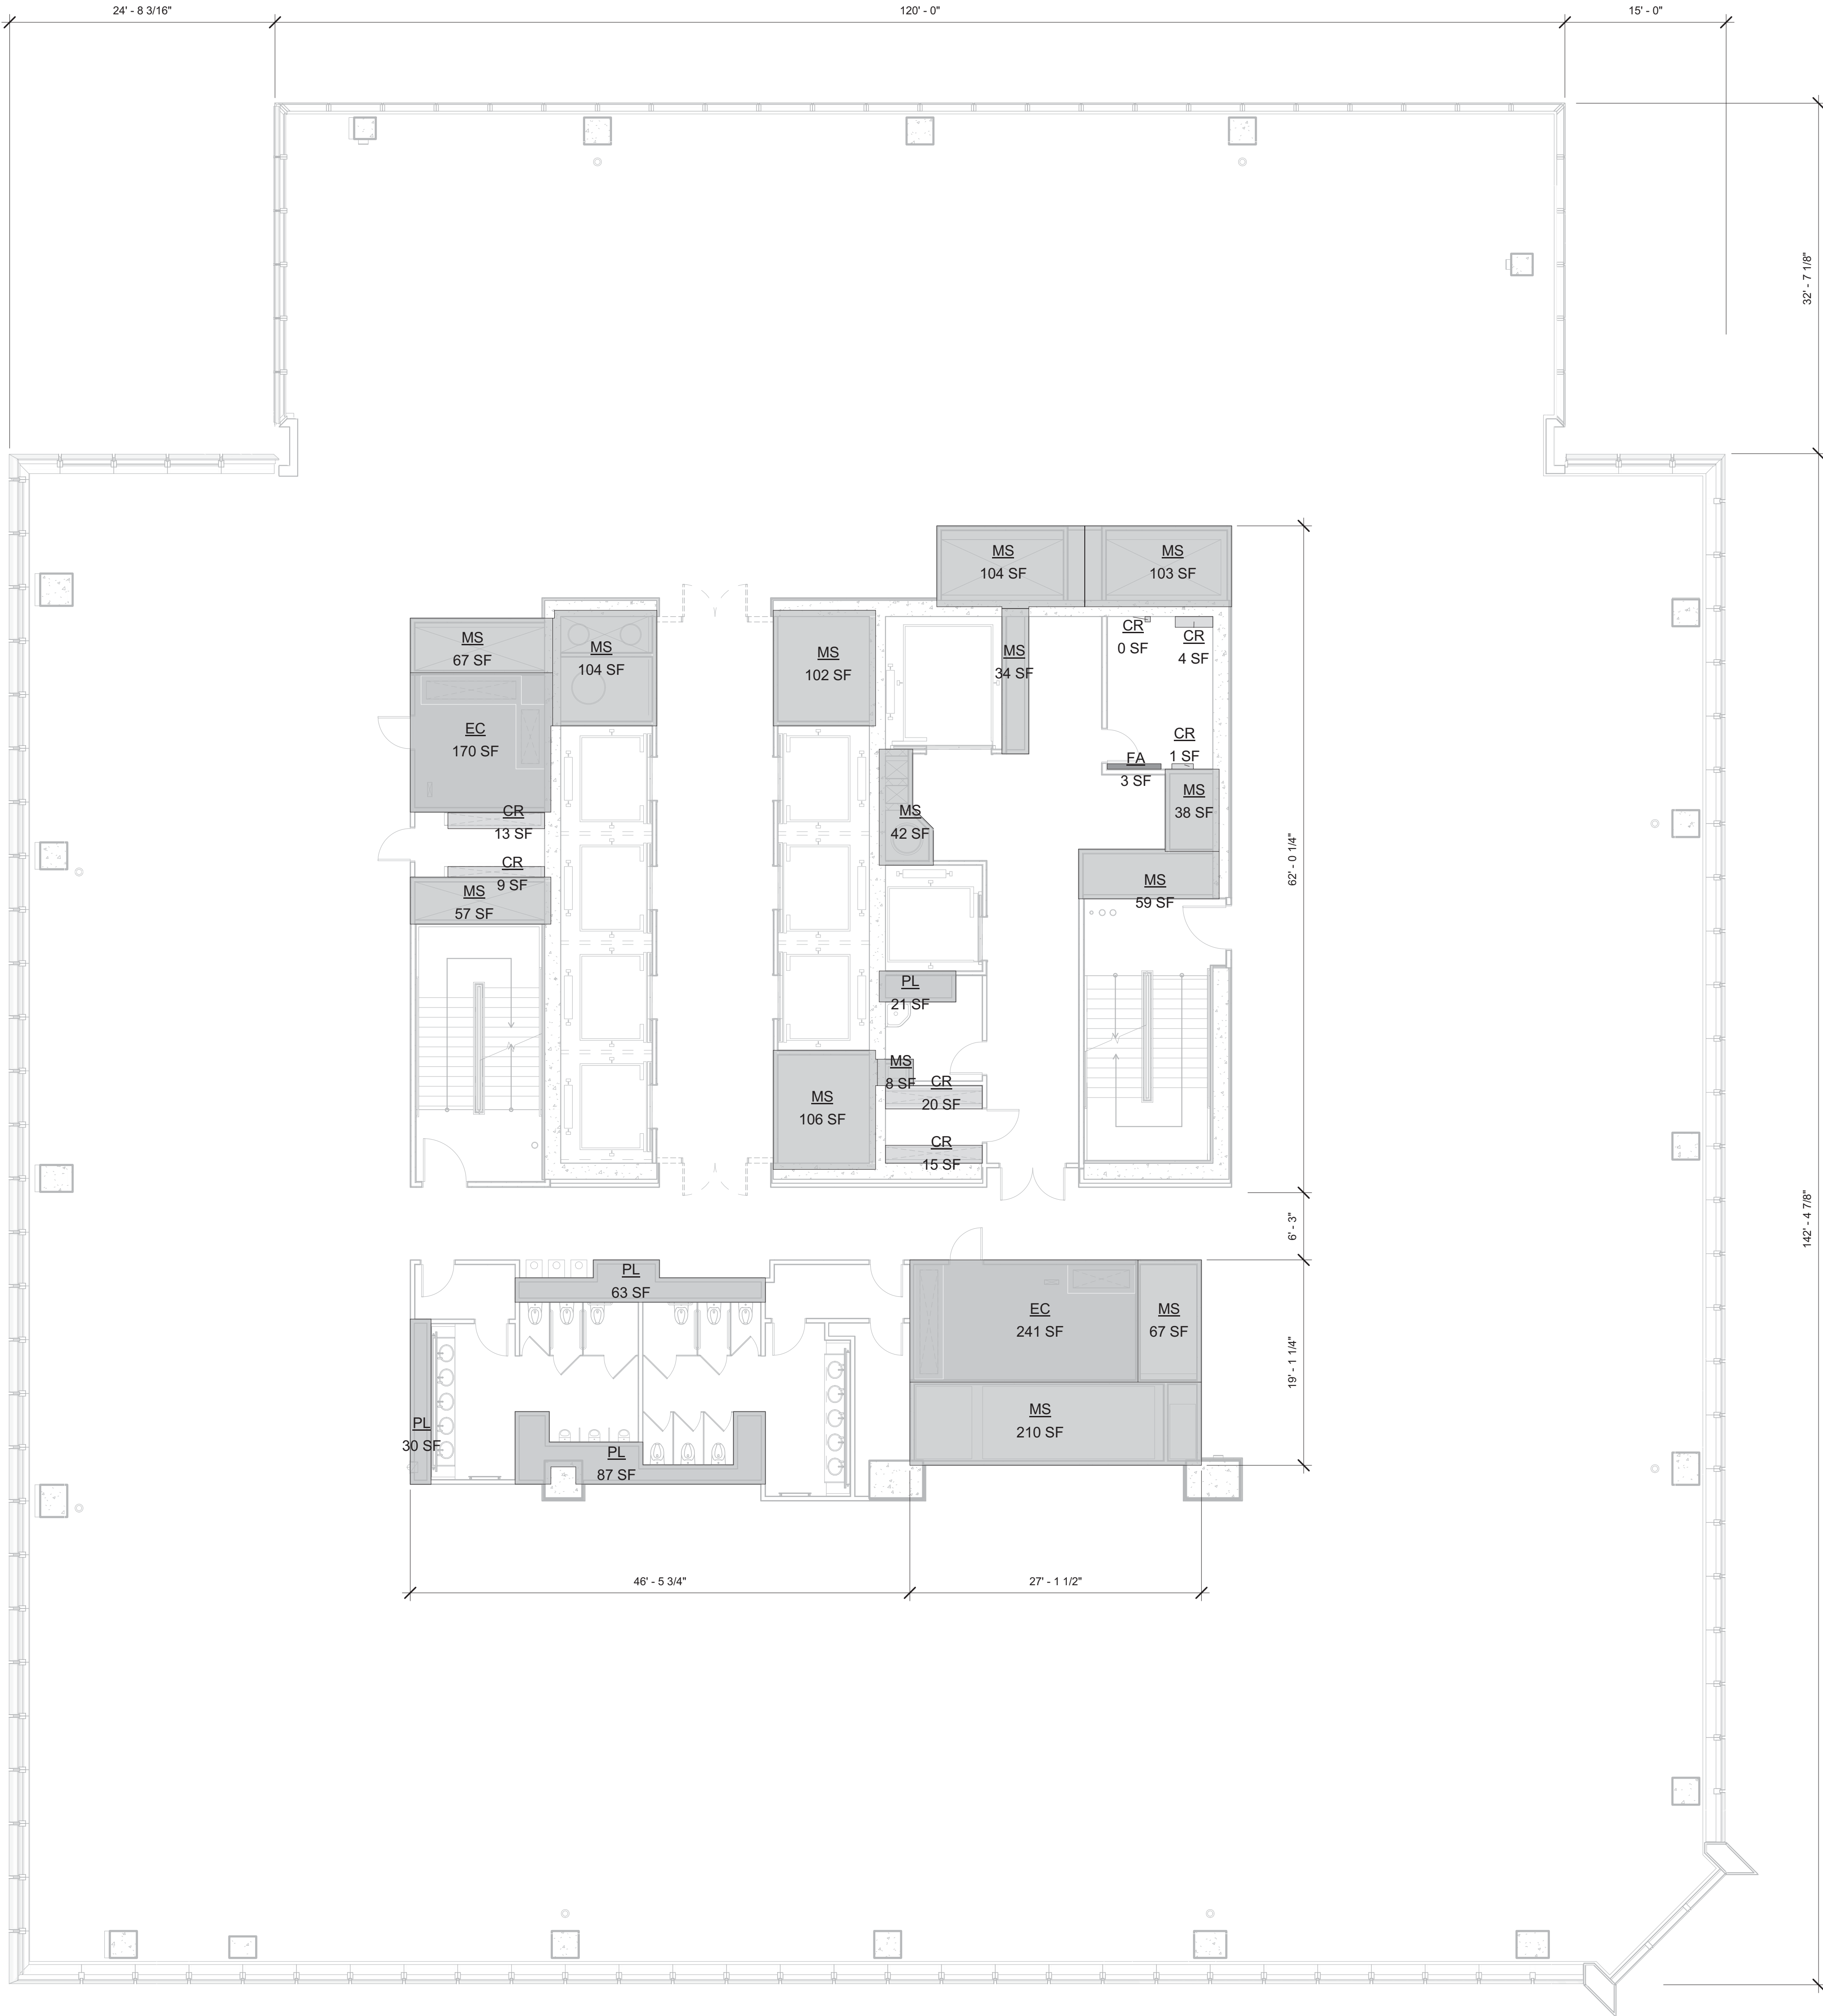 24' - 8 3/16"
120' - 0"
15' - 0"
32' - 7 1/8"
MS
104 SF
MS
103 SF
CR
0 SF
CR
4 SF
MS
67 SF
MS
104 SF
MS
102 SF
MS
34 SF
EC
170 SF
CR
1 SF
FA
3 SF
MS
38 SF
CR
13 SF
MS
42 SF
62' - 0 1/4"
CR
9 SF
MS
57 SF
MS
59 SF
PL
21 SF
MS
8 SF
CR
20 SF
MS
106 SF
CR
15 SF
142' - 4 7/8"
6' - 3"
PL
63 SF
EC
241 SF
MS
67 SF
19' - 1 1/4"
MS
210 SF
PL
30 SF
PL
87 SF
46' - 5 3/4"
27' - 1 1/2"